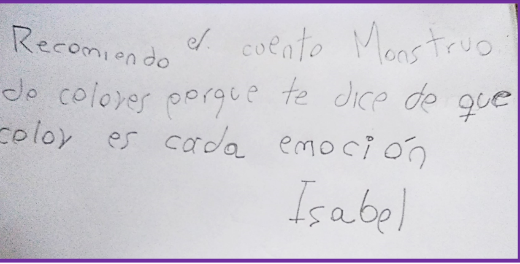 Recomiendo el cuento Monstruo
de colores porque te dice de que
color es cada emoción
Isabel